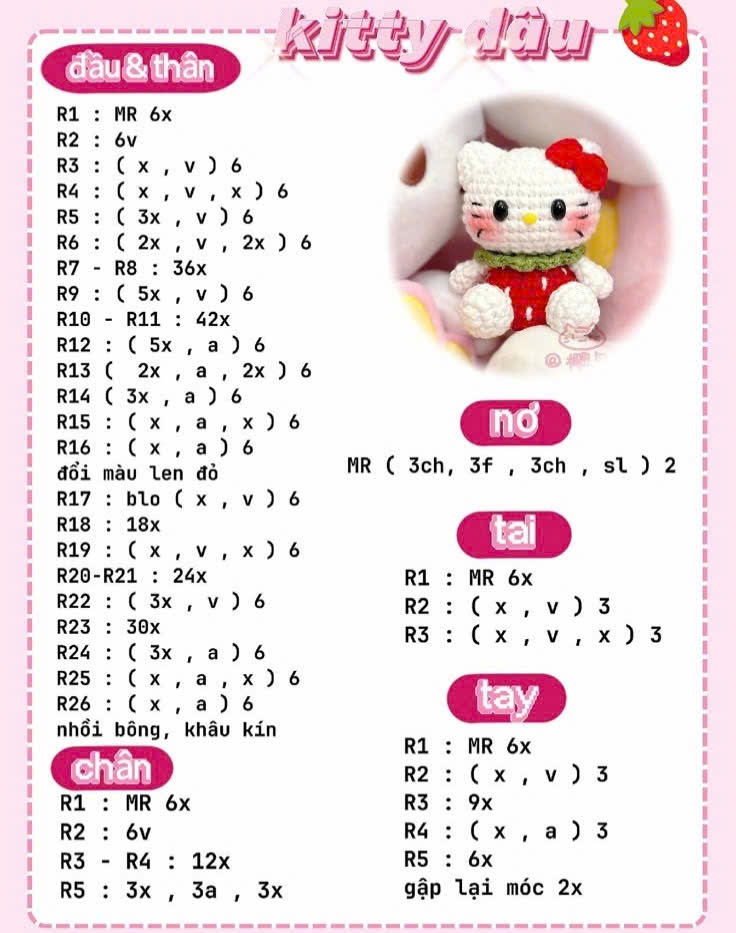 kitty dâu
đầu & thân
R1 : MR 6x
R2 : 6v
R3 : ( x , v ) 6
R4 : ( x , v , x ) 6
R5 : ( 3x , v ) 6
R6 : ( 2x , v , 2x ) 6
R7 - R8 : 36x
R9 : ( 5x , v ) 6
R10 - R11 : 42x
R12 : ( 5x , a ) 6
R13 ( 2x , a , 2x ) 6
R14 ( 3x , a ) 6
R15 : ( x , a , x ) 6
R16 : ( x , a ) 6
đổi màu len đỏ
R17 : blo ( x , v ) 6
R18 : 18x
R19 : ( x , v , x ) 6
R20-R21 : 24x
R22 : ( 3x , v ) 6
R23 : 30x
R24 : ( 3x , a ) 6
R25 : ( x , a , x ) 6
R26 : ( x , a ) 6
nhồi bông, khâu kín
chân
R1 : MR 6x
R2 : 6v
R3 - R4 : 12x
R5 : 3x , 3a , 3x
nơ
MR ( 3ch, 3f , 3ch , sl ) 2
tai
R1 : MR 6x
R2 : ( x , v ) 3
R3 : ( x , v , x ) 3
tay
R1 : MR 6x
R2 : ( x , v ) 3
R3 : 9x
R4 : ( x , a ) 3
R5 : 6x
gập lại móc 2x